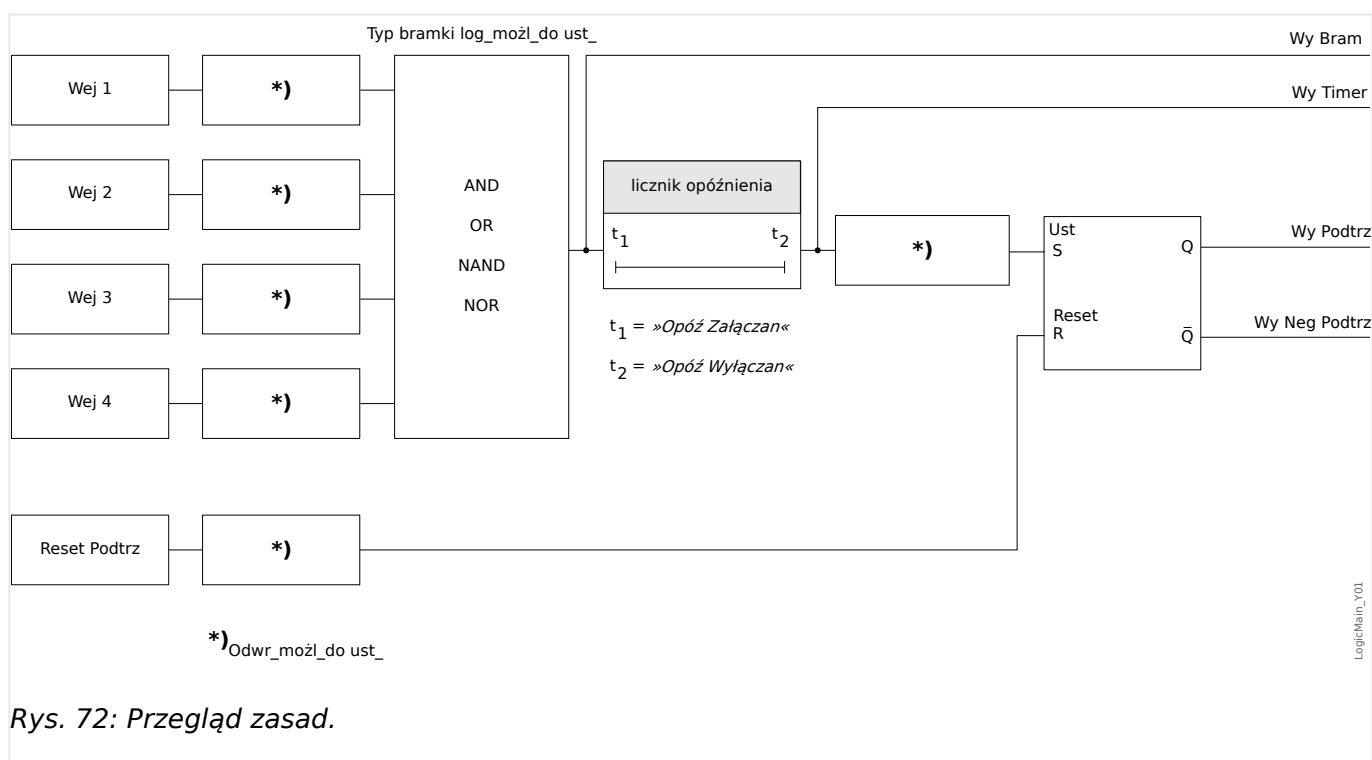 Typ bramki log_możl_do ust_
Wy Bram
Wej 1
*)
Wy Timer
Wej 2
*)
AND
OR
NAND
NOR
licznik opóźnienia
t1
t2
*)
Ust
S
Q
Wy Podtrz
Wej 3
*)
t1 = »Opóź Załączan«
Reset
R
Q̅
Wy Neg Podtrz
t2 = »Opóź Wyłączan«
Wej 4
*)
Reset Podtrz
*)
*)Odwr_możl_do ust_
LogicMain_Y01
Rys. 72: Przegląd zasad.